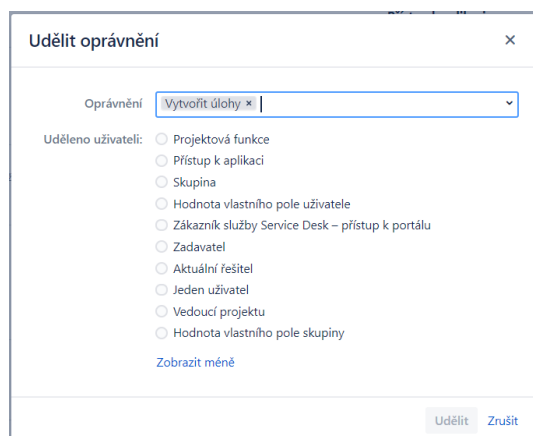 Udělit oprávnění
Oprávnění Vytvořit úlohy
Uděleno uživateli: Projektová funkce
Přístup k aplikaci
Skupina
Hodnota vlastního pole uživatele
Zákazník služby Service Desk – přístup k portálu
Zadavatel
Aktuální řešitel
Jeden uživatel
Vedoucí projektu
Hodnota vlastního pole skupiny
Zobrazit méně
Udělit Zrušit